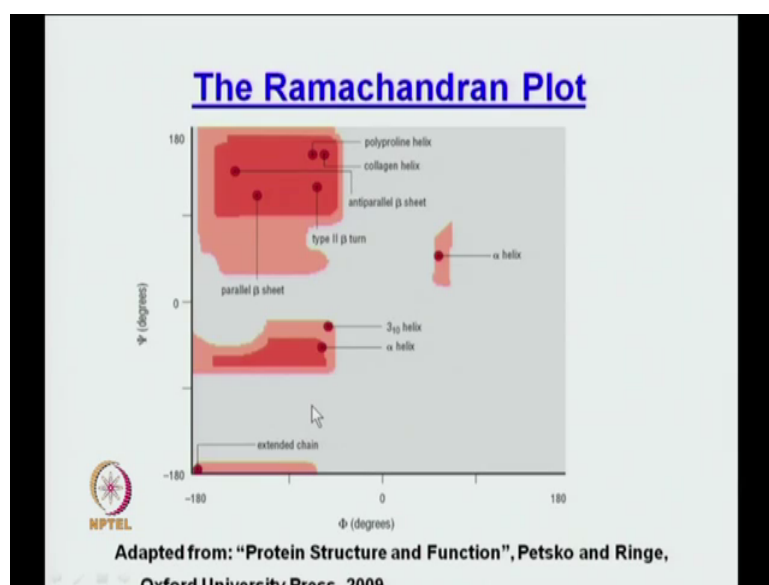 The Ramachandran Plot
180
polyproline helix
collagen helix
antiparallel β sheet
type II β turn
α helix
parallel β sheet
Φ (degrees)
0
3₁₀ helix
α helix
extended chain
-180
-180
0
180
Φ (degrees)
NPTEL
Adapted from: "Protein Structure and Function", Petsko and Ringe,
Oxford University Press, 2009